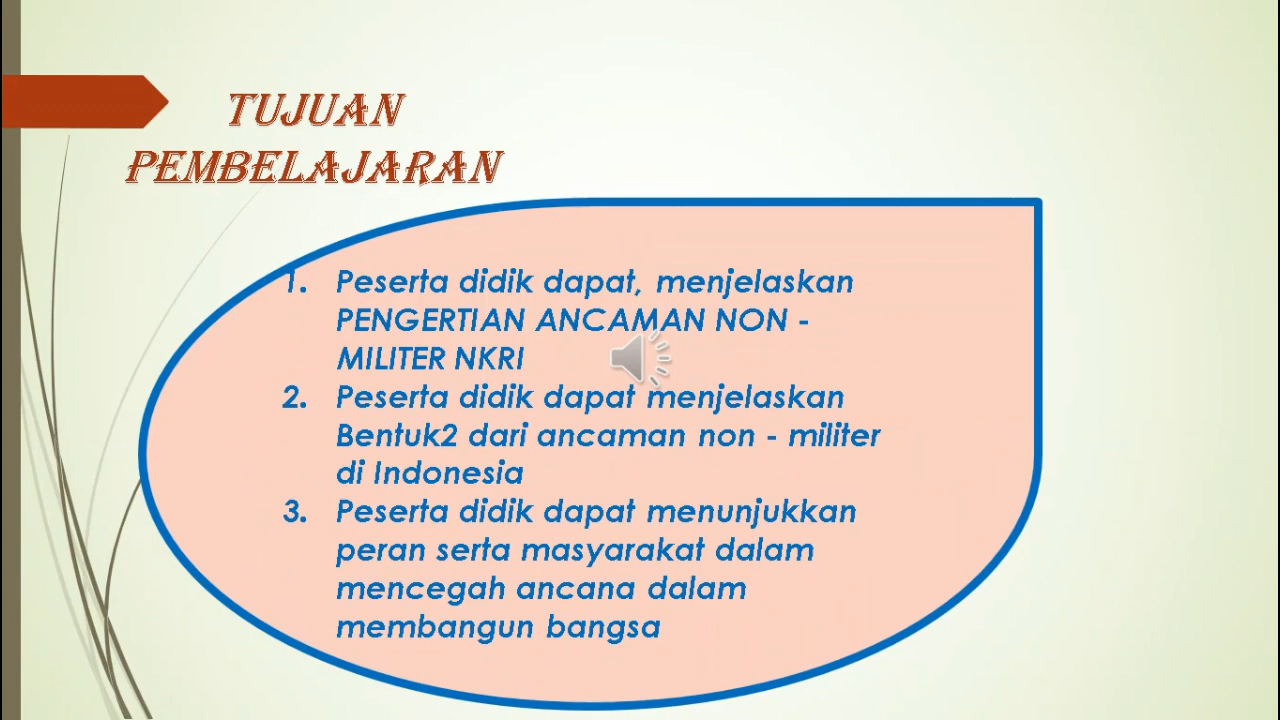 TUJUAN
PEMBELAJARAN
1. Peserta didik dapat, menjelaskan
PENGERTIAN ANCAMAN NON -
MILITER NKRI
2. Peserta didik dapat menjelaskan
Bentuk2 dari ancaman non - militer
di Indonesia
3. Peserta didik dapat menunjukkan
peran serta masyarakat dalam
mencegah ancana dalam
membangun bangsa